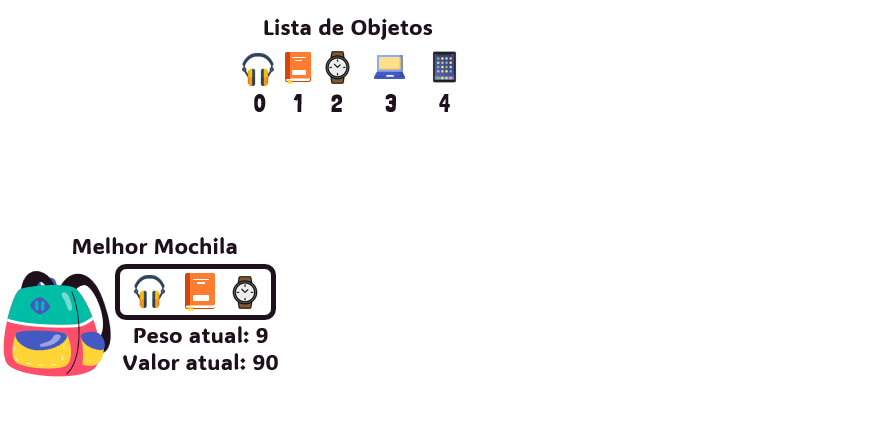 Lista de Objetos
0 1 2 3 4
Melhor Mochila
Peso atual: 9
Valor atual: 90